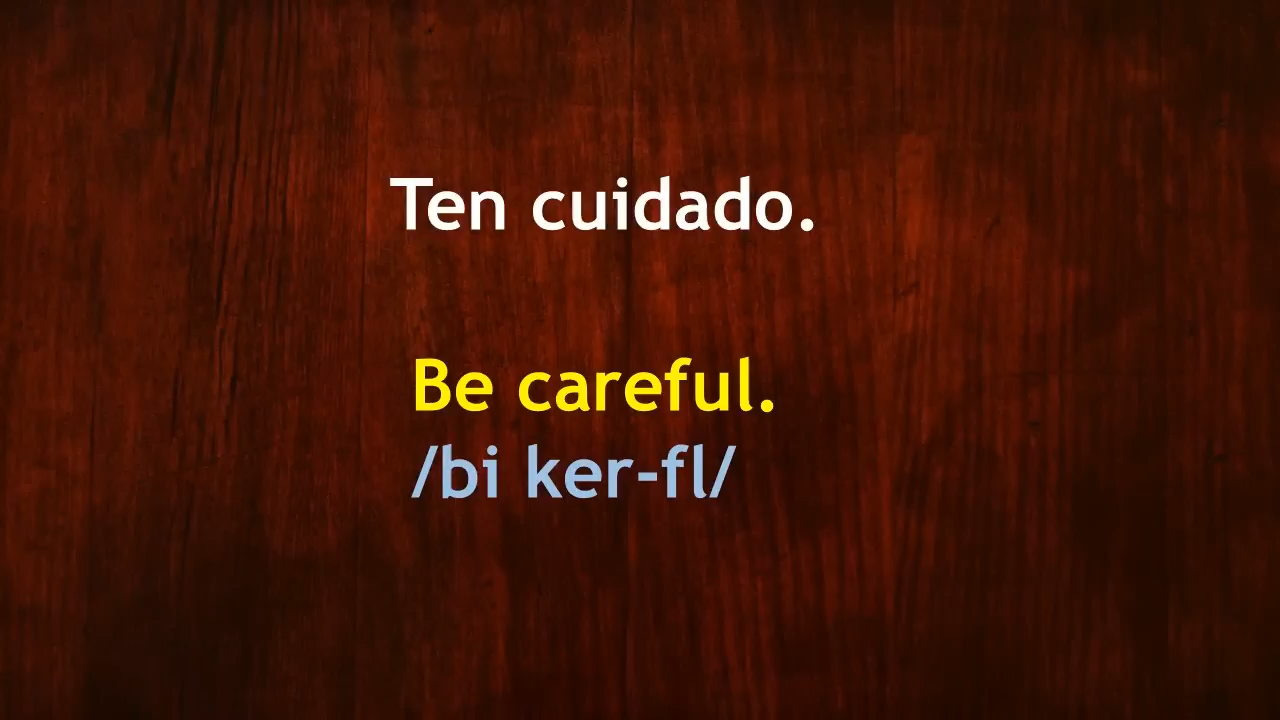 Ten cuidado.
Be careful.
/bi ker-fl/